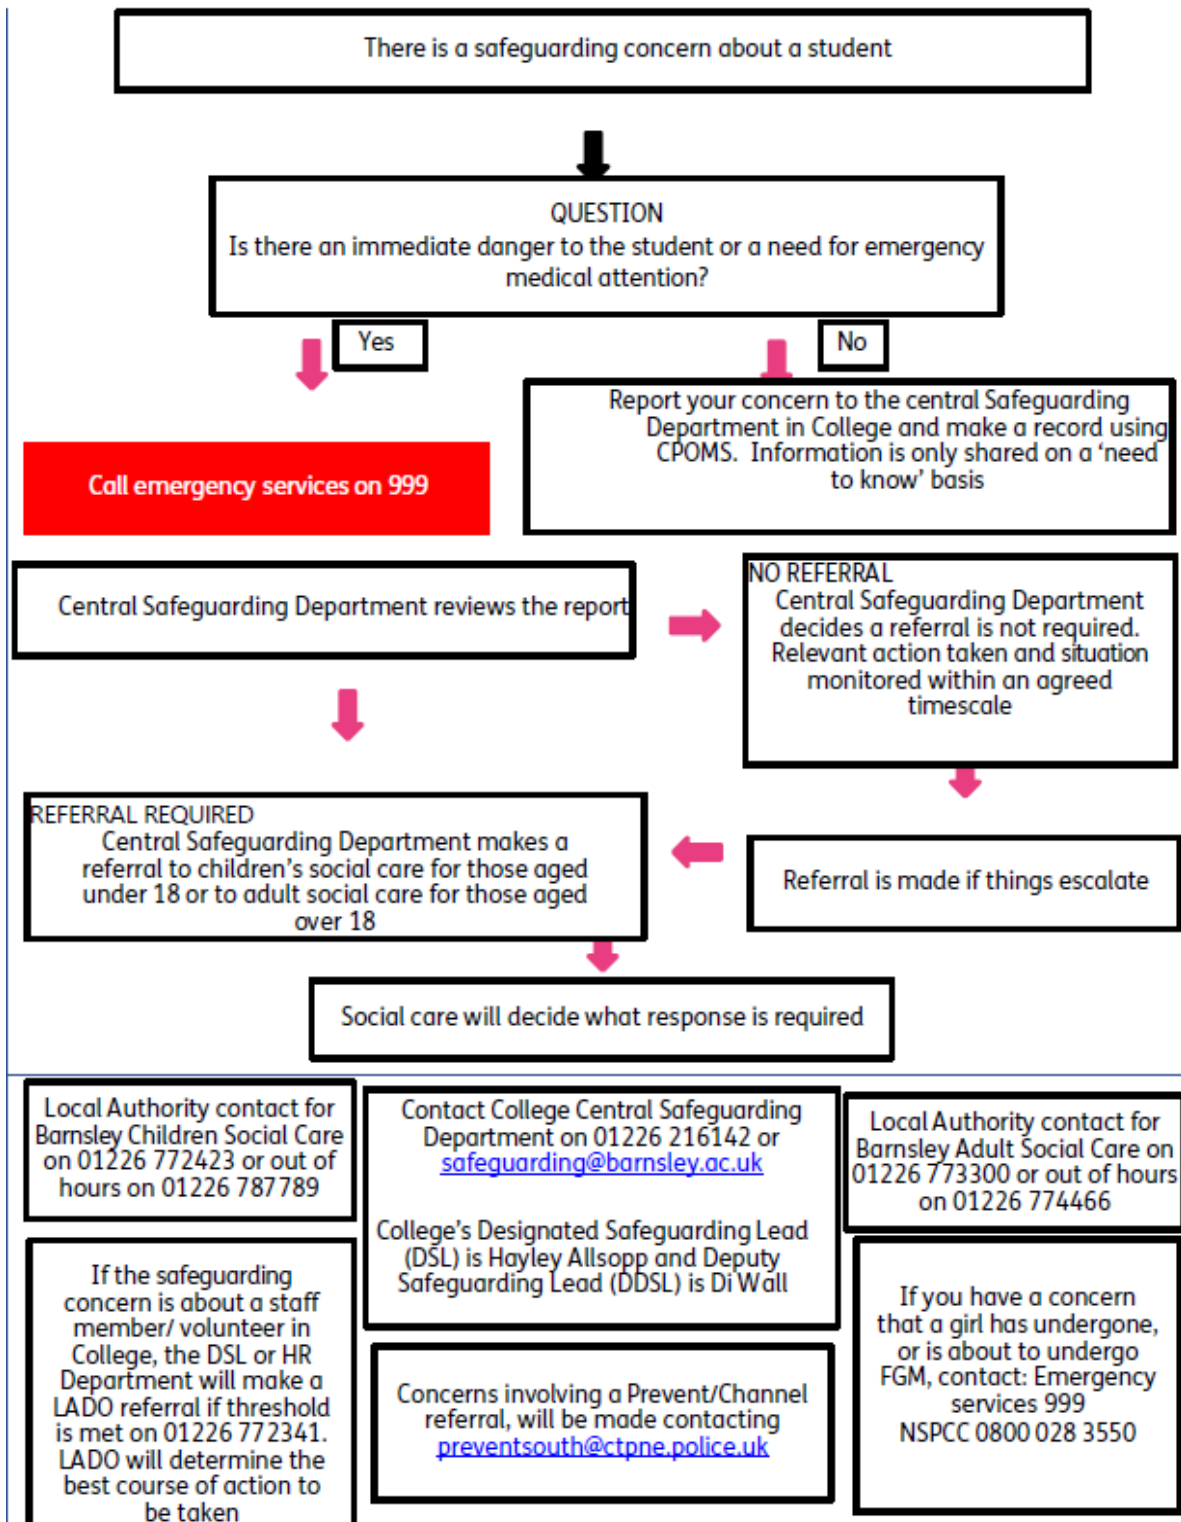 There is a safeguarding concern about a student
QUESTION
Is there an immediate danger to the student or a need for emergency
medical attention?
Yes
No
Call emergency services on 999
Report your concern to the central Safeguarding
Department in College and make a record using
CPOMS. Information is only shared on a ‘need
to know’ basis
Central Safeguarding Department reviews the report
NO REFERRAL
Central Safeguarding Department
decides a referral is not required.
Relevant action taken and situation
monitored within an agreed
timescale
REFERRAL REQUIRED
Central Safeguarding Department makes a
referral to children’s social care for those aged
under 18 or to adult social care for those aged
over 18
Referral is made if things escalate
Social care will decide what response is required
Local Authority contact for
Barnsley Children Social Care
on 01226 772423 or out of
hours on 01226 787789
Contact College Central Safeguarding
Department on 01226 216142 or
safeguarding@barnsley.ac.uk
College’s Designated Safeguarding Lead
(DSL) is Hayley Allsopp and Deputy
Safeguarding Lead (DDSL) is Di Wall
Local Authority contact for
Barnsley Adult Social Care on
01226 773300 or out of hours
on 01226 774466
If the safeguarding
concern is about a staff
member/ volunteer in
College, the DSL or HR
Department will make a
LADO referral if threshold
is met on 01226 772341.
LADO will determine the
best course of action to
be taken
Concerns involving a Prevent/Channel
referral, will be made contacting
preventsouth@ctpne.police.uk
If you have a concern
that a girl has undergone,
or is about to undergo
FGM, contact: Emergency
services 999
NSPCC 0800 028 3550